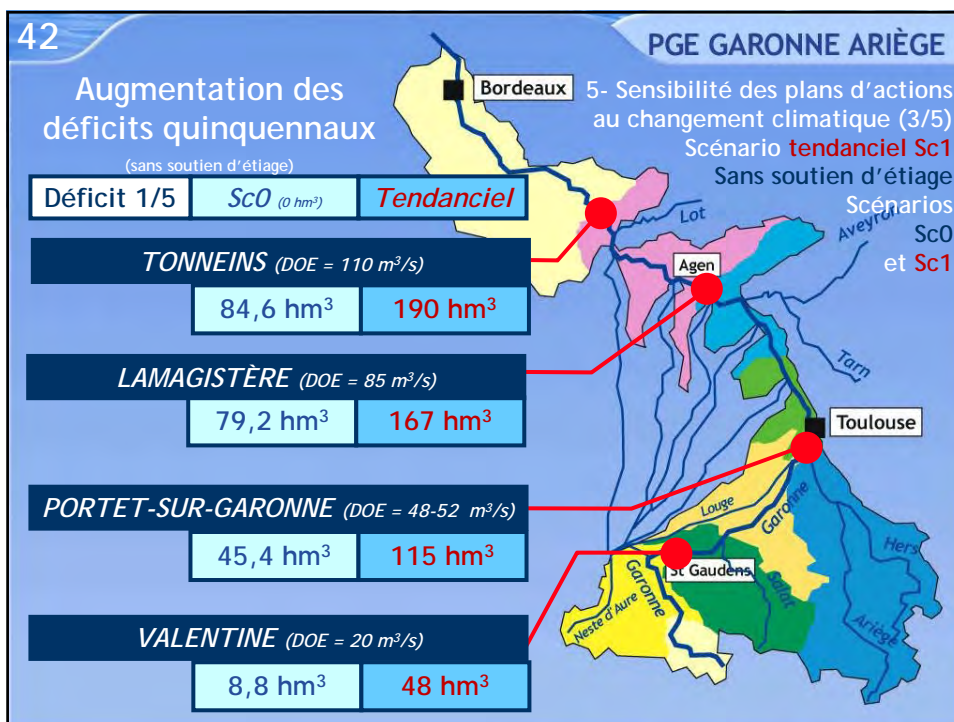 42
PGE GARONNE ARIÈGE
Augmentation des
déficits quinquennaux
(sans soutien d'étiage)
5- Sensibilité des plans d'actions
au changement climatique (3/5)
Scénario tendanciel Sc1
Sans soutien d'étiage
Scénarios
Sc0
et Sc1
Déficit 1/5 Sc0 (0 hm³) Tendanciel
TONNEINS (DOE = 110 m³/s)
84,6 hm³ 190 hm³
LAMAGISTÈRE (DOE = 85 m³/s)
79,2 hm³ 167 hm³
PORTET-SUR-GARONNE (DOE = 48-52 m³/s)
45,4 hm³ 115 hm³
VALENTINE (DOE = 20 m³/s)
8,8 hm³ 48 hm³
Bordeaux
Lot
Aveyron
Agen
Tarn
Toulouse
Louge
Garonne
Hers
St Gaudens
Garonne
Salat
Neste d'Aure
Ariège